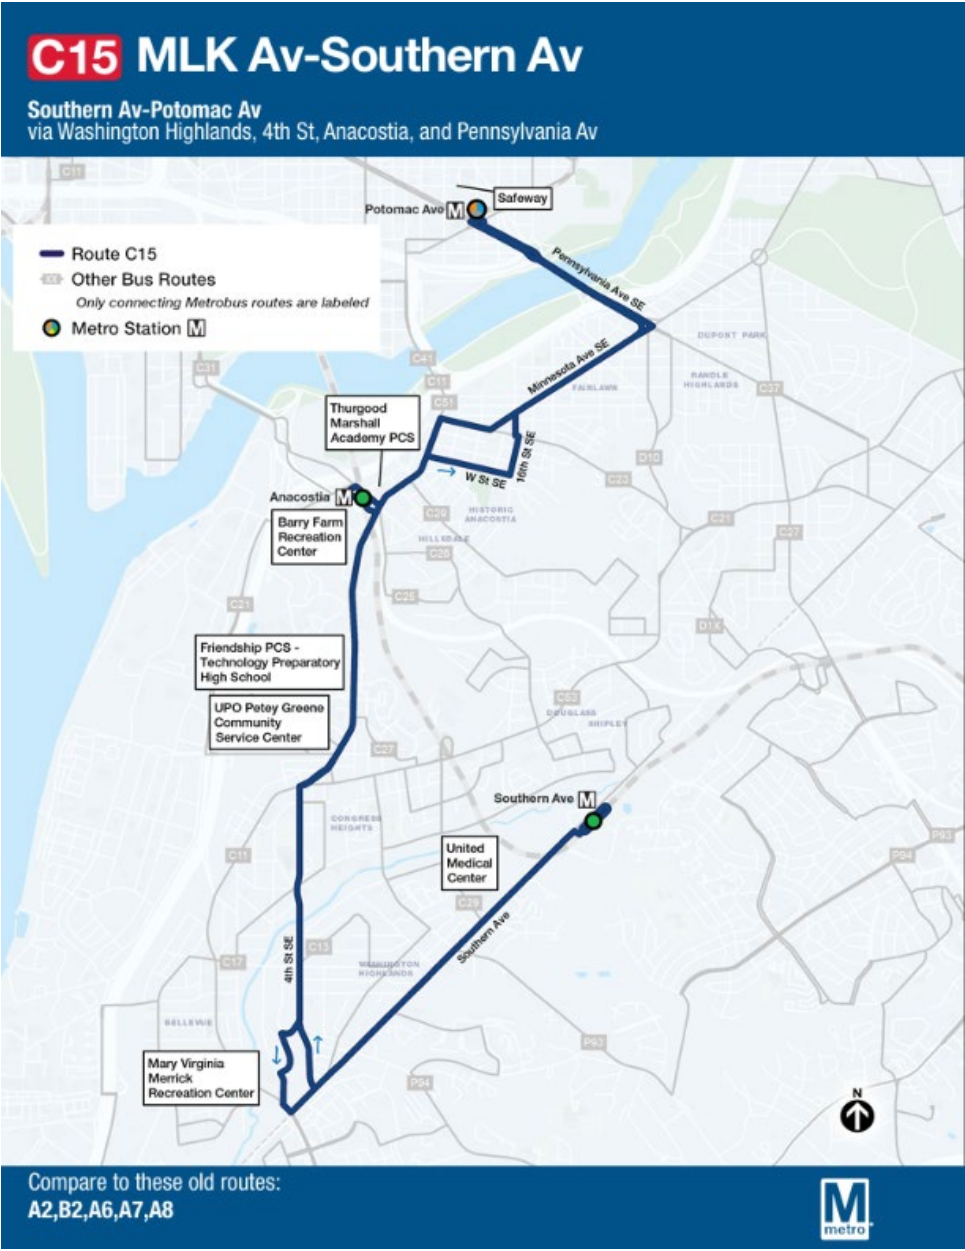 C15 MLK Av-Southern Av
Southern Av-Potomac Av
via Washington Highlands, 4th St, Anacostia, and Pennsylvania Av
C11
Safeway
Potomac Ave M
Route C15
Other Bus Routes
Only connecting Metrobus routes are labeled
Metro Station M
Pennsylvania Ave SE
DUPONT PARK
Minnesota Ave SE
C41
C31
C11
RANDLE
HIGHLANDS
FAIRLAWN
C37
C51
Thurgood
Marshall
Academy PCS
16th St SE
D10
W St SE
C23
Anacostia M
C29
HISTORIC
ANACOSTIA
C21
C37
Barry Farm
Recreation
Center
HILLSDALE
C26
C25
C21
D1X
Friendship PCS -
Technology Preparatory
High School
UPO Petey Greene
Community
Service Center
C53
DOUGLASS
SHIPLEY
C27
Southern Ave M
CONGRESS
HEIGHTS
United
Medical
Center
C11
P93
P94
C29
Southern Ave
4th St SE
C13
C17
WASHINGTON
HIGHLANDS
BELLEVUE
P93
Mary Virginia
Merrick
Recreation Center
P94
N
Compare to these old routes:
A2,B2,A6,A7,A8
M
metro